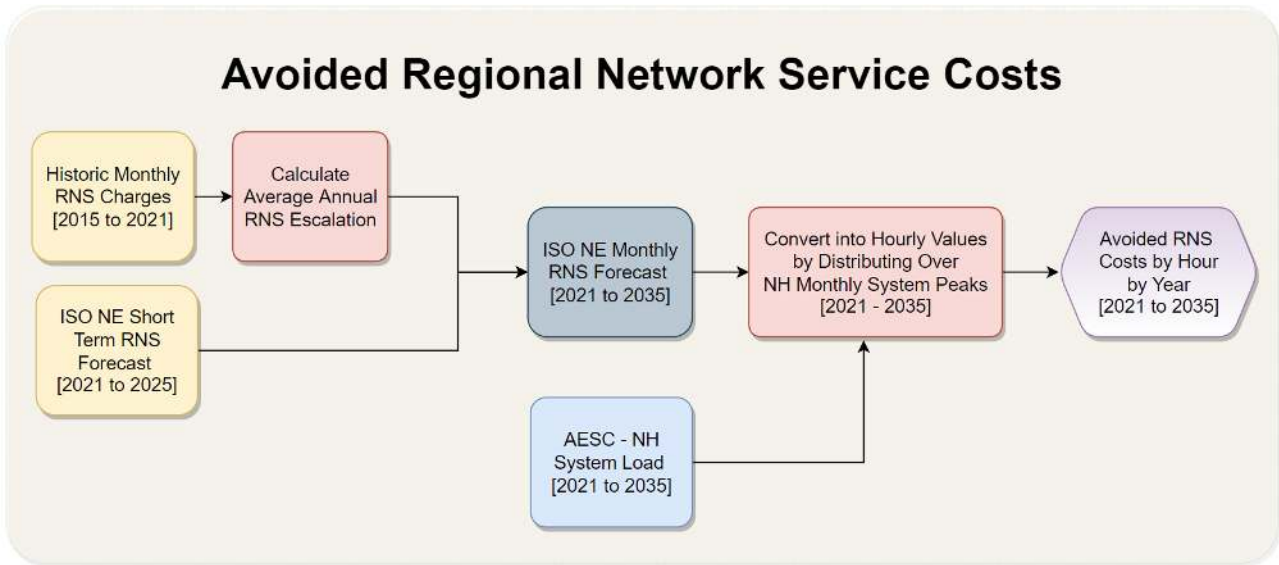 Avoided Regional Network Service Costs
Historic Monthly
RNS Charges
[2015 to 2021]
Calculate
Average Annual
RNS Escalation
ISO NE Short
Term RNS
Forecast
[2021 to 2025]
ISO NE Monthly
RNS Forecast
[2021 to 2035]
AESC - NH
System Load
[2021 to 2035]
Convert into Hourly Values
by Distributing Over
NH Monthly System Peaks
[2021 - 2035]
Avoided RNS
Costs by Hour
by Year
[2021 to 2035]